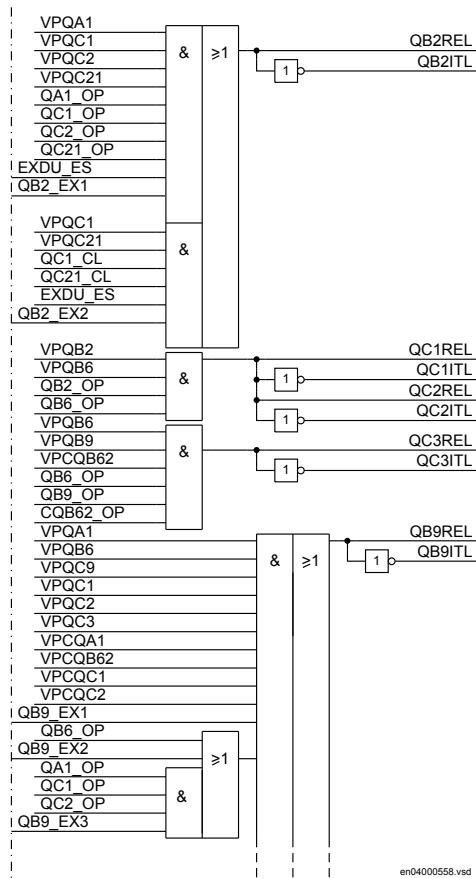 VPQA1
VPQC1
VPQC2
VPQC21
QA1_OP
QC1_OP
QC2_OP
QC21_OP
EXDU_ES
QB2_EX1
&
≥1
QB2REL
1
QB2ITL
VPQC1
VPQC21
QC1_CL
QC21_CL
EXDU_ES
QB2_EX2
&
VPQB2
VPQB6
QB2_OP
QB6_OP
&
QC1REL
1
QC1ITL
QC2REL
1
QC2ITL
VPQB6
VPQB9
VPCQB62
QB6_OP
QB9_OP
CQB62_OP
&
QC3REL
1
QC3ITL
VPQA1
VPQB6
VPQC9
VPQC1
VPQC2
VPQC3
VPCQA1
VPCQB62
VPCQC1
VPCQC2
QB9_EX1
&
≥1
QB9REL
1
QB9ITL
QB6_OP
QB9_EX2
≥1
QA1_OP
QC1_OP
QC2_OP
QB9_EX3
&
en04000558.vsd